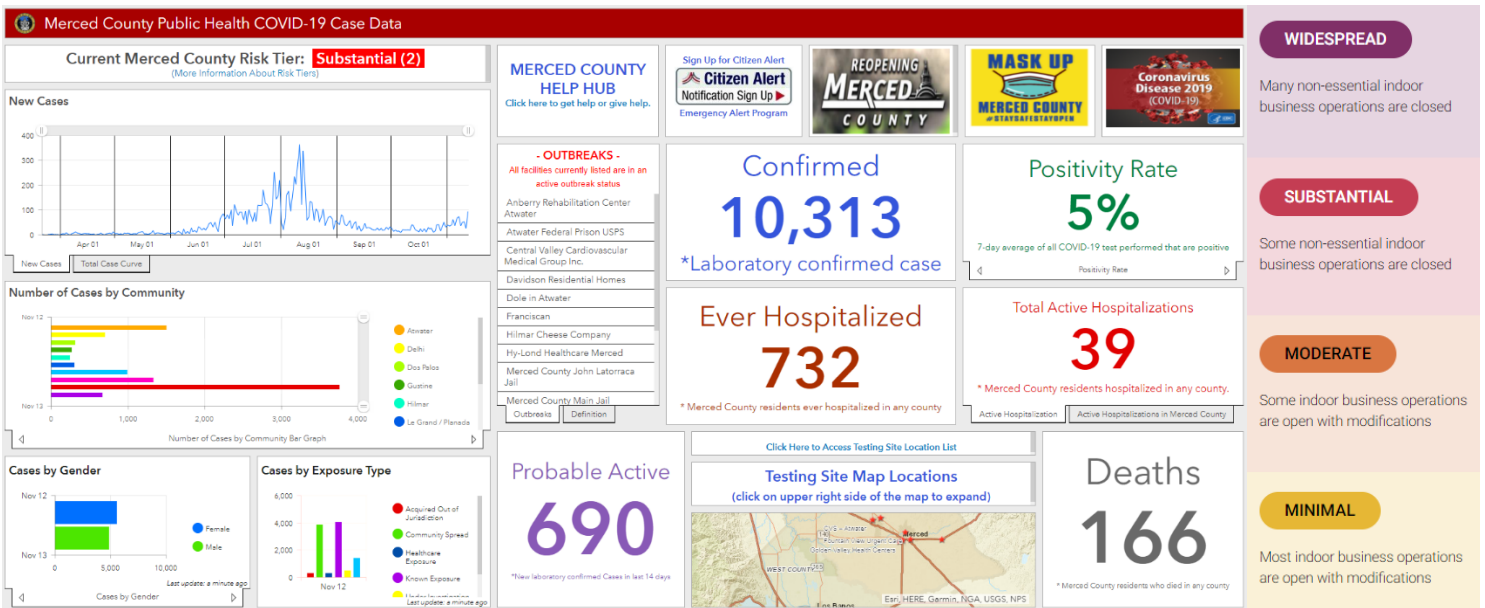 Merced County Public Health COVID-19 Case Data
Current Merced County Risk Tier: Substantial (2)
(More Information About Risk Tiers)
New Cases
400
300
200
100
0
Apr 01 May 01 Jun 01 Jul 01 Aug 01 Sep 01 Oct 01
New Cases Total Case Curve
Number of Cases by Community
Nov 12
Nov 13
0 1,000 2,000 3,000 4,000
Atwater
Delhi
Dos Palos
Gustine
Hilmar
Le Grand / Planada
Number of Cases by Community Bar Graph
Cases by Gender
Nov 12
Nov 13
0 5,000 10,000
Female
Male
Last update: a minute ago
Cases by Gender
Cases by Exposure Type
6,000
4,000
2,000
0
Nov 12
Acquired Out of
Jurisdiction
Community Spread
Healthcare
Exposure
Known Exposure
Under Investigation
Last update: a minute ago
MERCED COUNTY
HELP HUB
Click here to get help or give help.
Sign Up for Citizen Alert
Citizen Alert
Notification Sign Up
Emergency Alert Program
REOPENING
MERCED
COUNTY
MASK UP
MERCED COUNTY
#STAYSAFESTAYOPEN
Coronavirus
Disease 2019
(COVID-19)
- OUTBREAKS -
All facilities currently listed are in an
active outbreak status
Anberry Rehabilitation Center
Atwater
Atwater Federal Prison USPS
Central Valley Cardiovascular
Medical Group Inc.
Davidson Residential Homes
Dole in Atwater
Franciscan
Hilmar Cheese Company
Hy-Lond Healthcare Merced
Merced County John Latorraca
Jail
Merced County Main Jail
Outbreaks Definition
Confirmed
10,313
*Laboratory confirmed case
Positivity Rate
5%
7-day average of all COVID-19 test performed that are positive
Positivity Rate
Ever Hospitalized
732
* Merced County residents ever hospitalized in any county
Total Active Hospitalizations
39
* Merced County residents hospitalized in any county.
Active Hospitalization Active Hospitalizations in Merced County
Probable Active
690
*New laboratory confirmed Cases in last 14 days
Click Here to Access Testing Site Location List
Testing Site Map Locations
(click on upper right side of the map to expand)
Merced
WEST COUNTY
Golden Valley Health Centers
Los Banos
Esri, HERE, Garmin, NGA, USGS, NPS
Deaths
166
* Merced County residents who died in any county
WIDESPREAD
Many non-essential indoor
business operations are closed
SUBSTANTIAL
Some non-essential indoor
business operations are closed
MODERATE
Some indoor business operations
are open with modifications
MINIMAL
Most indoor business operations
are open with modifications